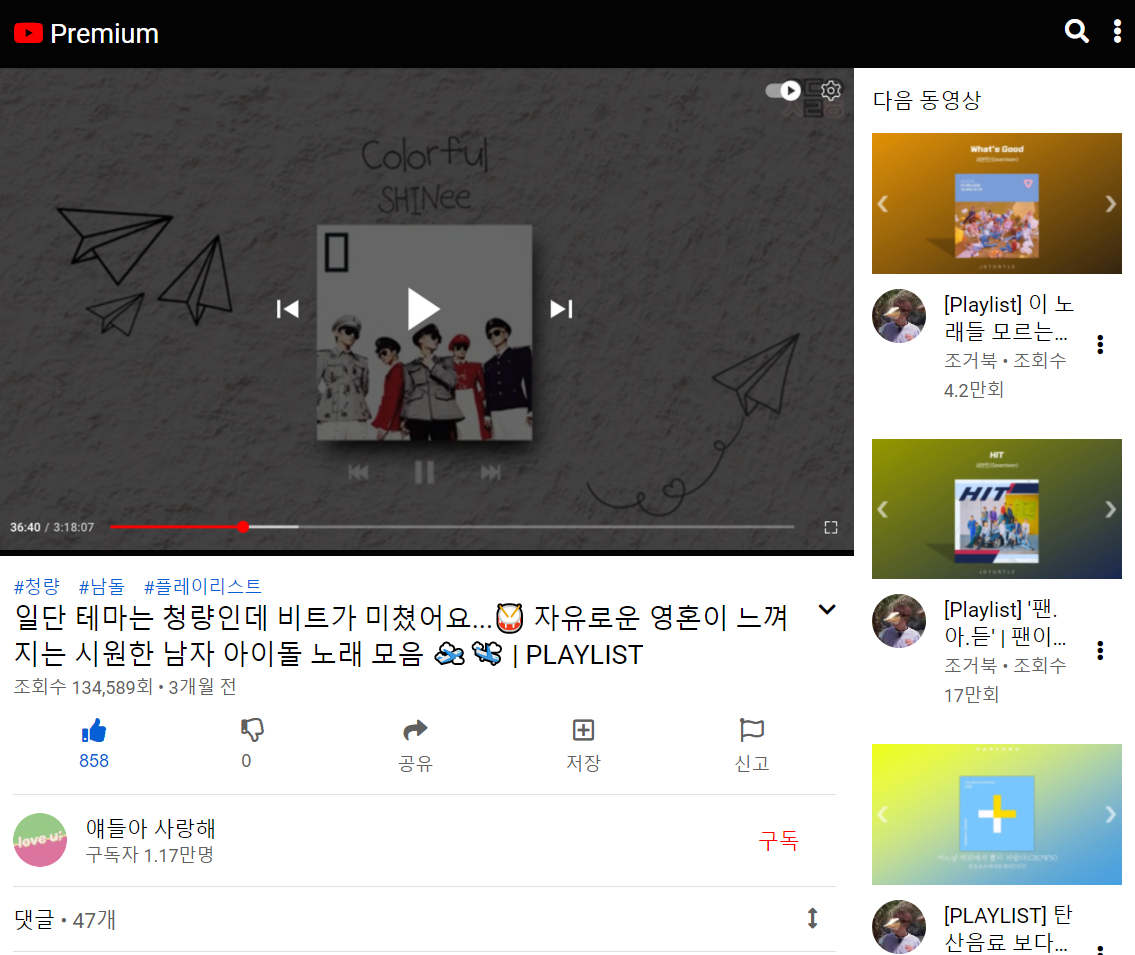 Premium
다음 동영상
Colorful
SHINee
36:40 / 3:18:07
#청량 #남돌 #플레이리스트
일단 테마는 청량인데 비트가 미쳤어요...🥁 자유로운 영혼이 느껴
지는 시원한 남자 아이돌 노래 모음 | PLAYLIST
조회수 134,589회 • 3개월 전
858 0 공유 저장 신고
love ui
얘들아 사랑해
구독자 1.17만명
구독
댓글 • 47개
What's Good
세븐틴(Seventeen)
[Playlist] 이 노
래들 모르는...
조거북 • 조회수
4.2만회
HIT
세븐틴(Seventeen)
HIT
[Playlist] '팬.
아.듣' | 팬이...
조거북 • 조회수
17만회
[PLAYLIST] 탄
산음료 보다...